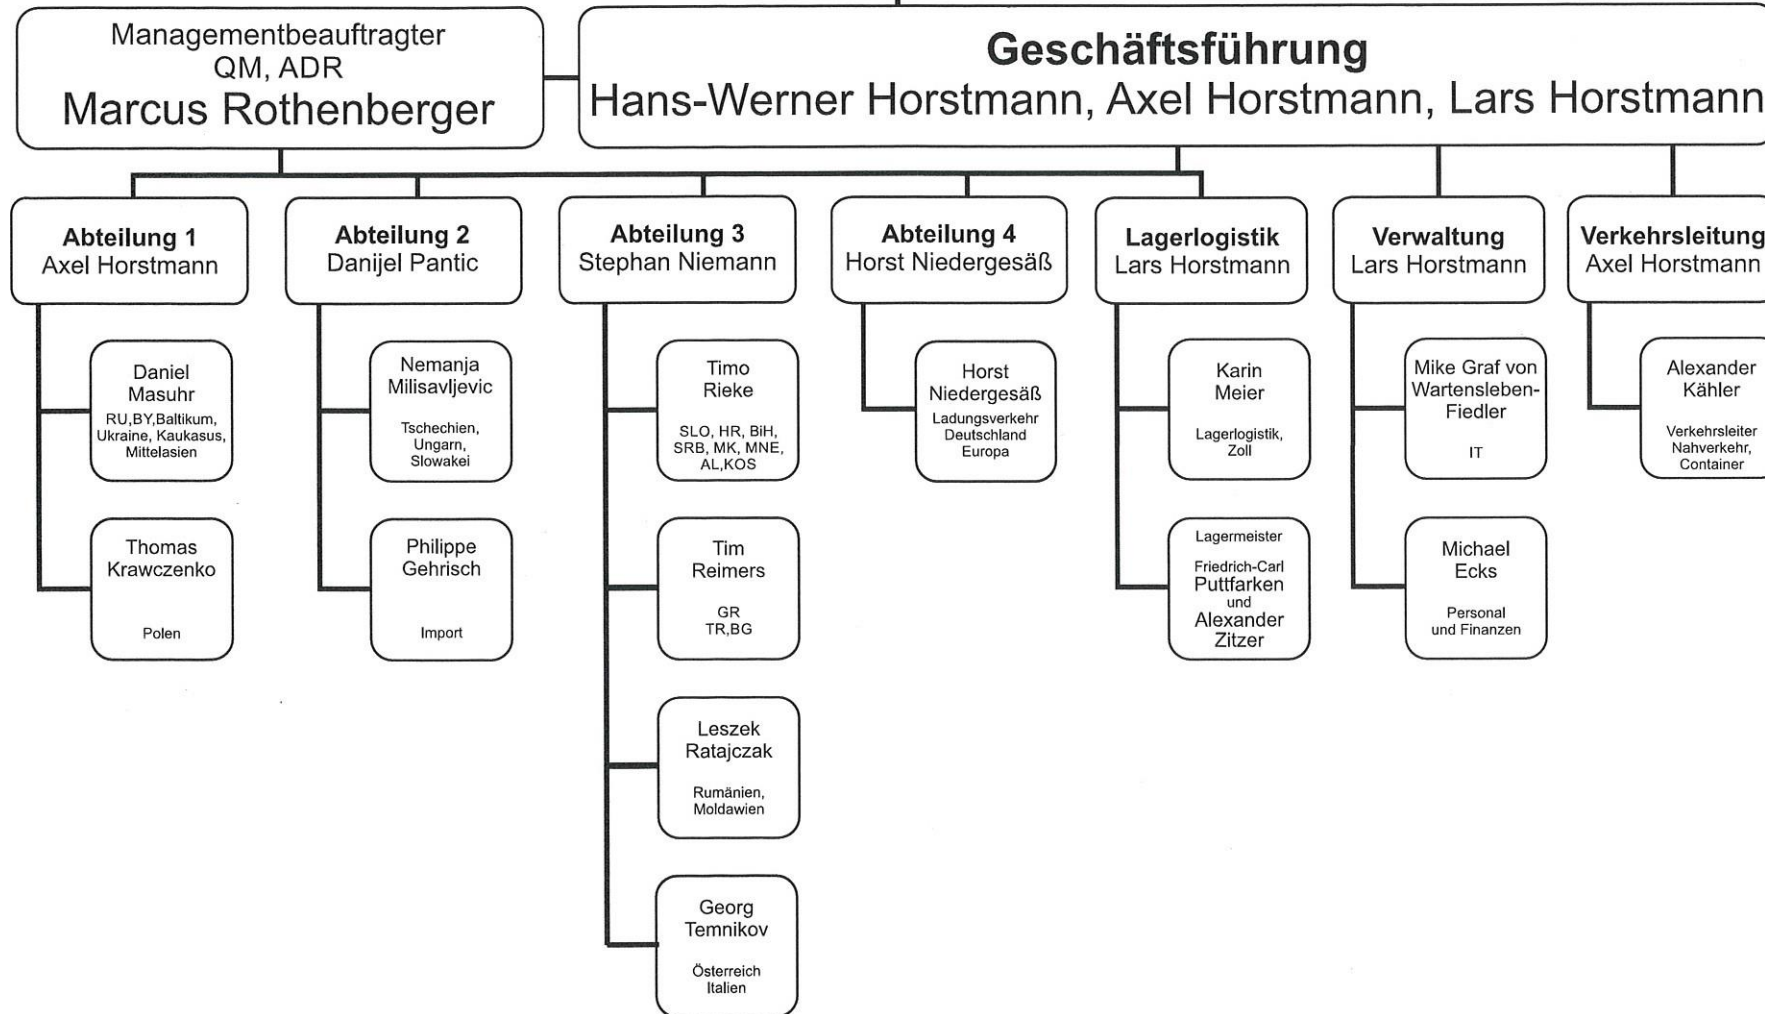 Managementbeauftragter
QM, ADR
Marcus Rothenberger
Geschäftsführung
Hans-Werner Horstmann, Axel Horstmann, Lars Horstmann
Abteilung 1
Axel Horstmann
Abteilung 2
Danijel Pantic
Abteilung 3
Stephan Niemann
Abteilung 4
Horst Niedergesäß
Lagerlogistik
Lars Horstmann
Verwaltung
Lars Horstmann
Verkehrsleitung
Axel Horstmann
Daniel
Masuhr
RU,BY,Baltikum,
Ukraine, Kaukasus,
Mittelasien
Nemanja
Milisavljevic
Tschechien,
Ungarn,
Slowakei
Timo
Rieke
SLO, HR, BiH,
SRB, MK, MNE,
AL,KOS
Horst
Niedergesäß
Ladungsverkehr
Deutschland
Europa
Karin
Meier
Lagerlogistik,
Zoll
Mike Graf von
Wartensleben-
Fiedler
IT
Alexander
Kähler
Verkehrsleiter
Nahverkehr,
Container
Thomas
Krawczenko
Polen
Philippe
Gehrisch
Import
Tim
Reimers
GR
TR,BG
Lagermeister
Friedrich-Carl
Puttfarken
und
Alexander
Zitzer
Michael
Ecks
Personal
und Finanzen
Leszek
Ratajczak
Rumänien,
Moldawien
Georg
Temnikov
Österreich
Italien